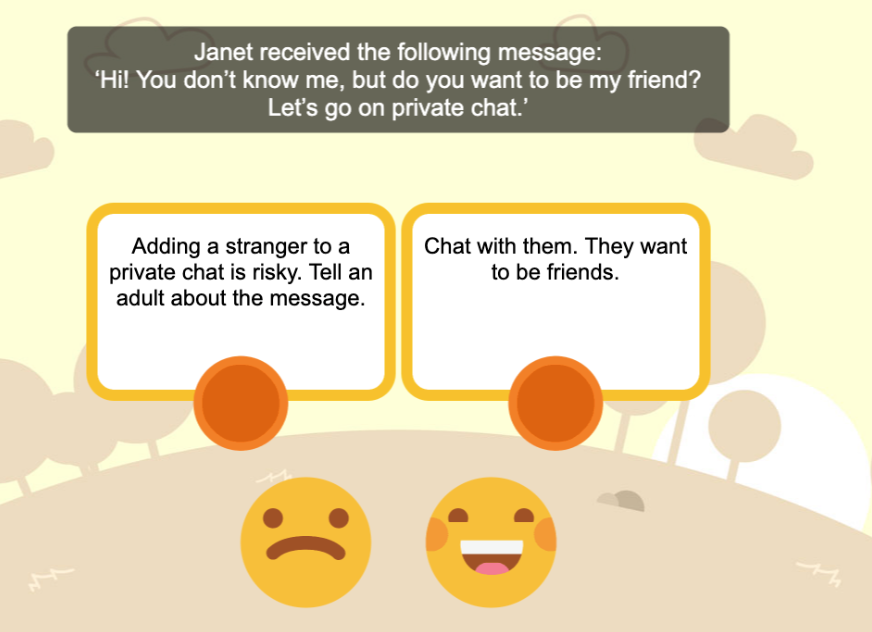 Janet received the following message:
‘Hi! You don’t know me, but do you want to be my friend?
Let’s go on private chat.’
Adding a stranger to a
private chat is risky. Tell an
adult about the message.
Chat with them. They want
to be friends.